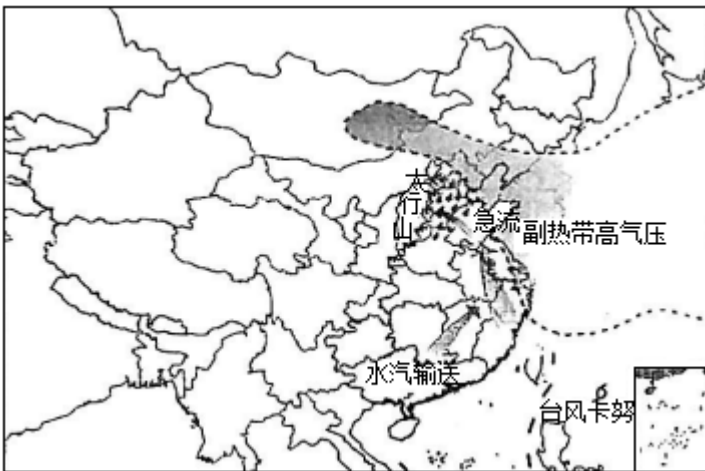 太行山
急流
副热带高气压
水汽输送
台风卡努